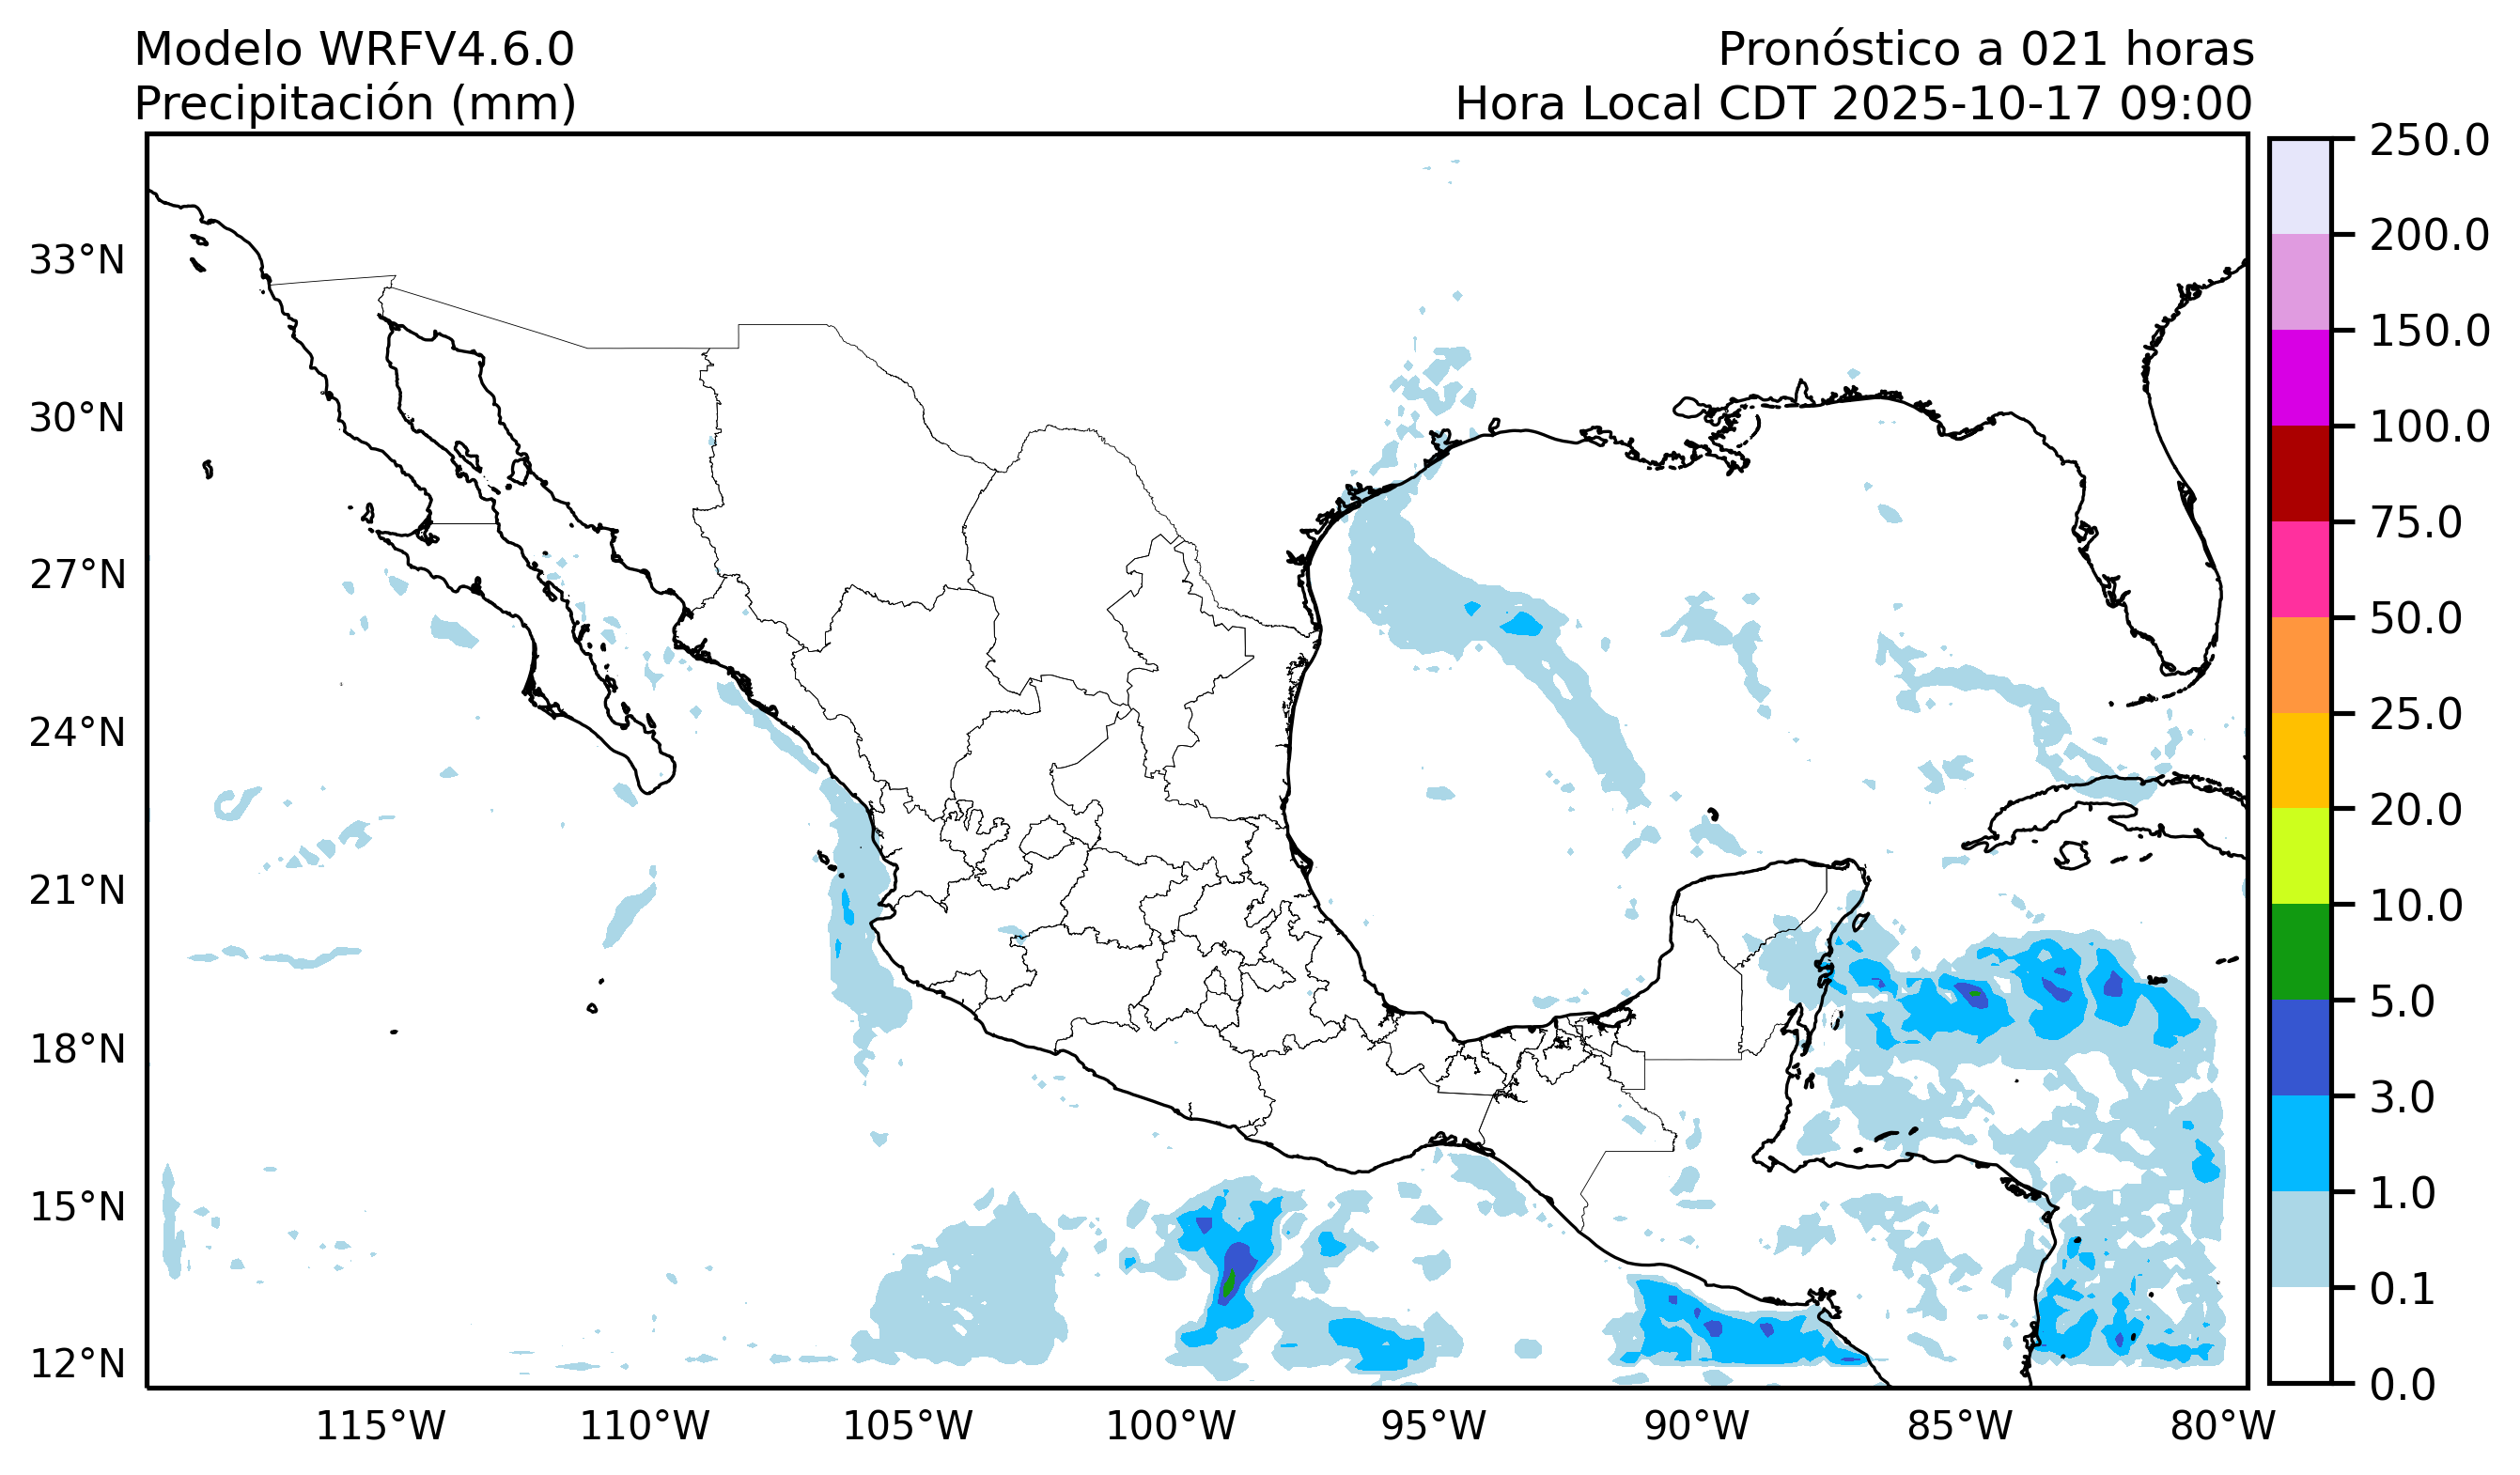 Modelo WRFV4.6.0
Precipitación (mm)
Pronóstico a 021 horas
Hora Local CDT 2025-10-17 09:00
33°N
30°N
27°N
24°N
21°N
18°N
15°N
12°N
115°W
110°W
105°W
100°W
95°W
90°W
85°W
80°W
250.0
200.0
150.0
100.0
75.0
50.0
25.0
20.0
10.0
5.0
3.0
1.0
0.1
0.0